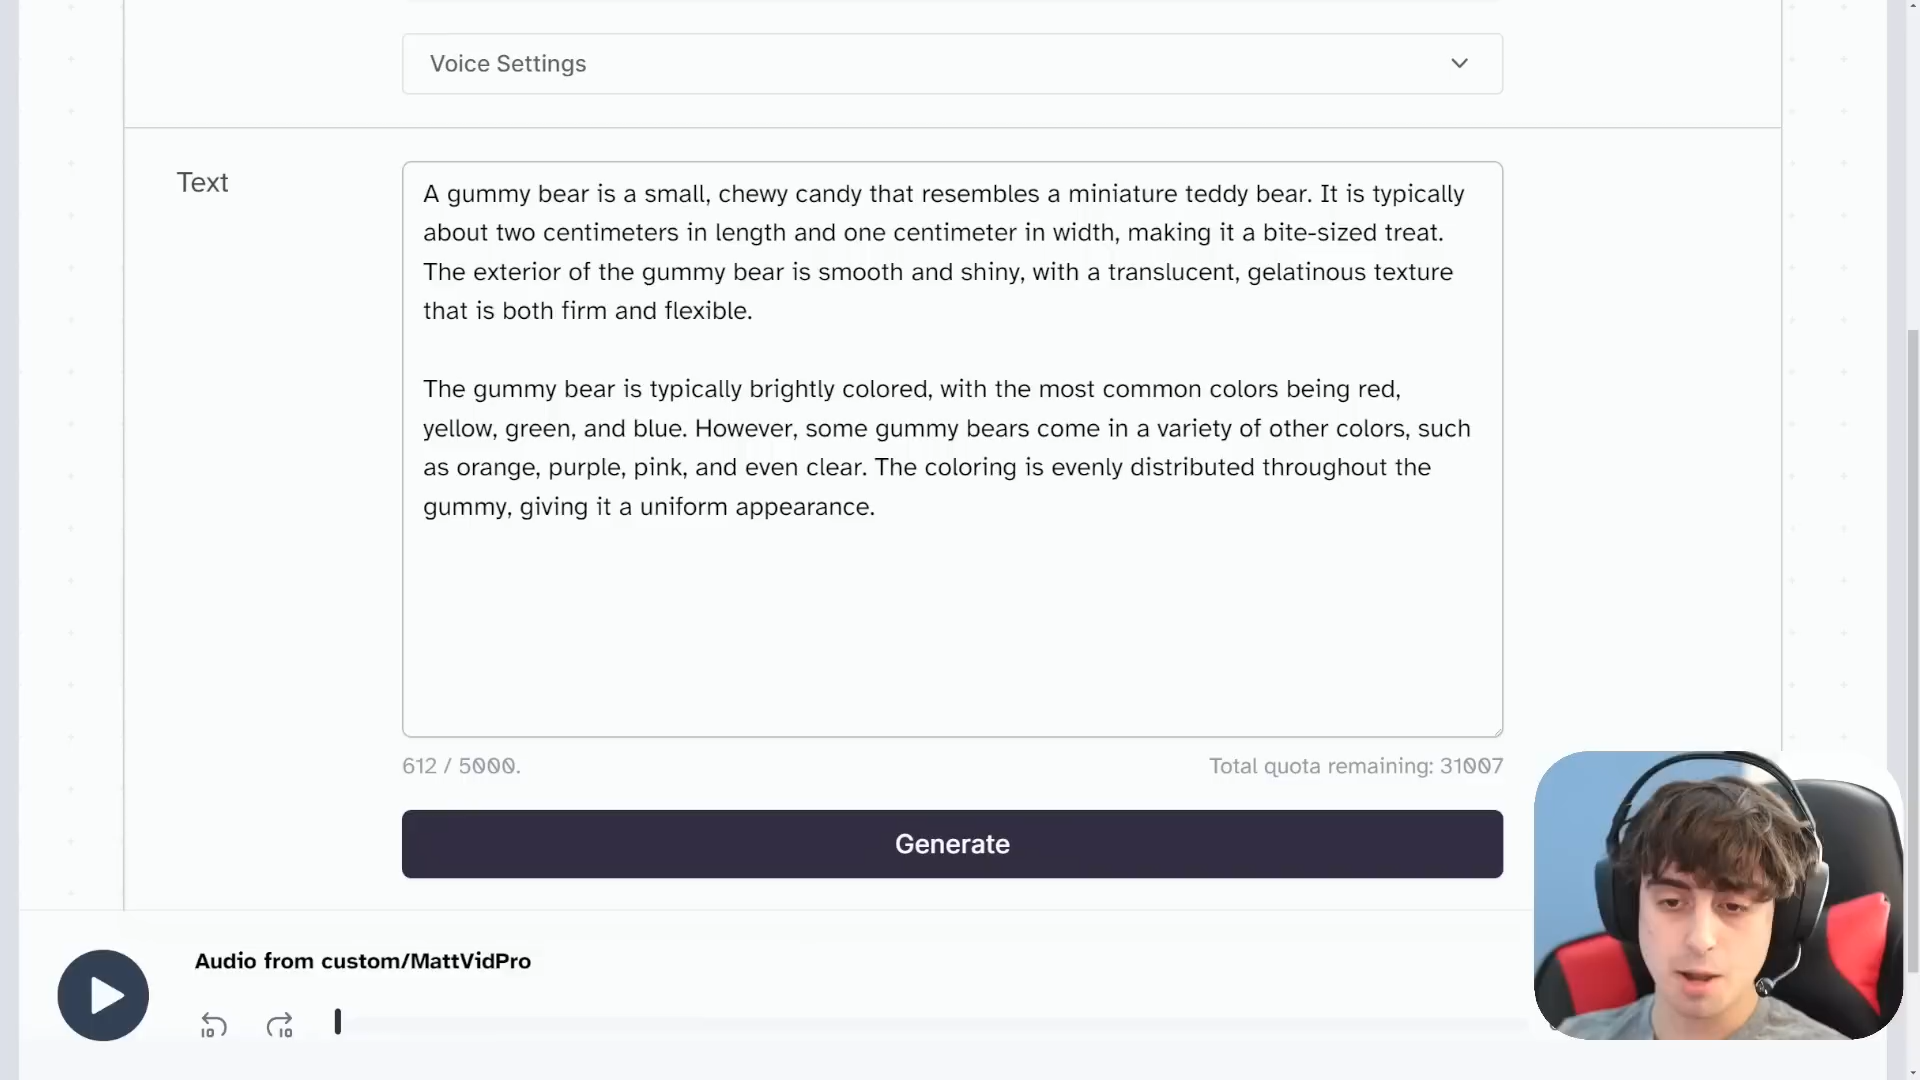 Voice Settings
Text
A gummy bear is a small, chewy candy that resembles a miniature teddy bear. It is typically
about two centimeters in length and one centimeter in width, making it a bite-sized treat.
The exterior of the gummy bear is smooth and shiny, with a translucent, gelatinous texture
that is both firm and flexible.
The gummy bear is typically brightly colored, with the most common colors being red,
yellow, green, and blue. However, some gummy bears come in a variety of other colors, such
as orange, purple, pink, and even clear. The coloring is evenly distributed throughout the
gummy, giving it a uniform appearance.
612 / 5000.
Total quota remaining: 31007
Generate
Audio from custom/MattVidPro
10
10